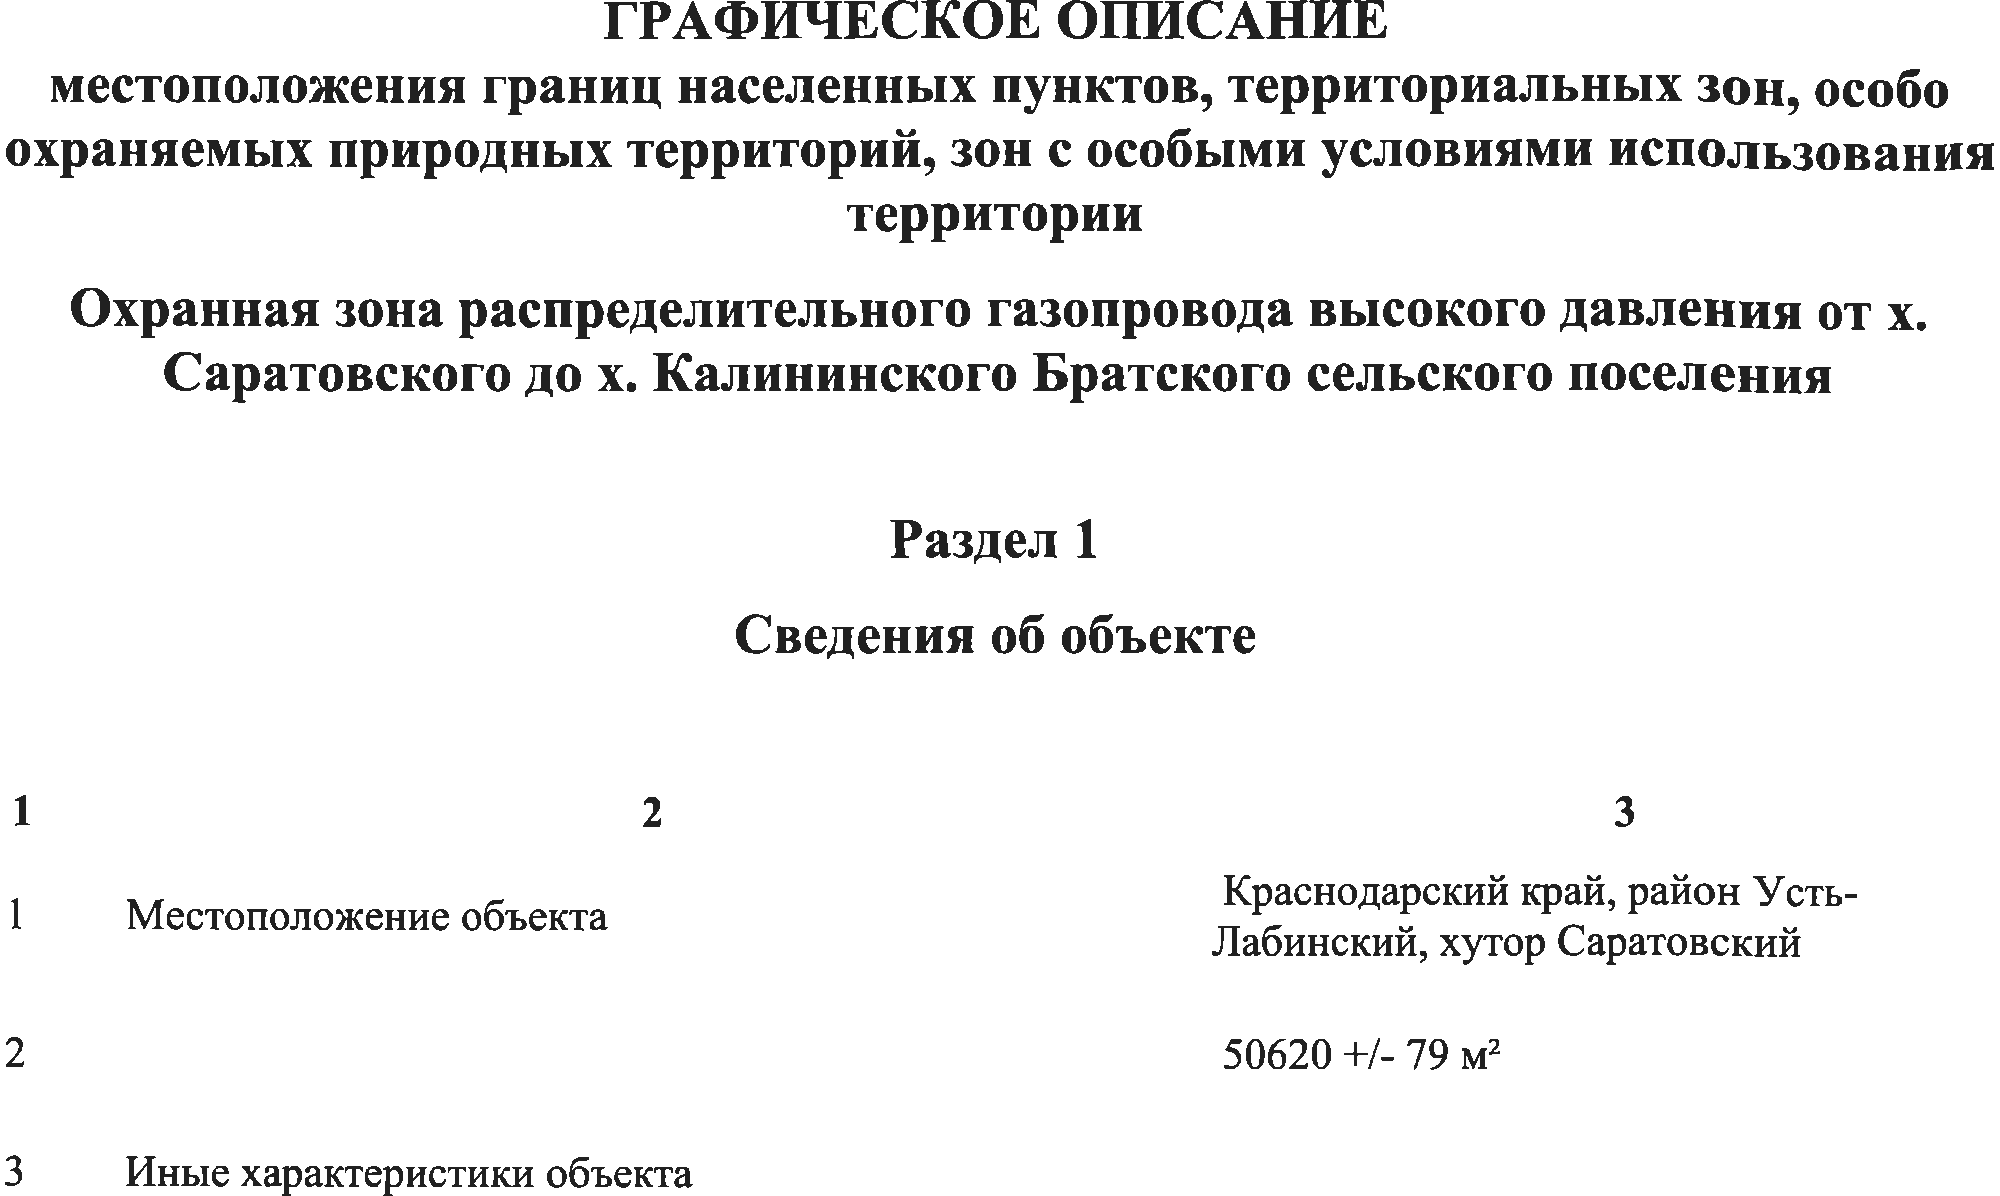 ГРАФИЧЕСКОЕ ОПИСАНИЕ
местоположения границ населенных пунктов, территориальных зон, особо
охраняемых природных территорий, зон с особыми условиями использования
территории
Охранная зона распределительного газопровода высокого давления от х.
Саратовского до х. Калининского Братского сельского поселения
Раздел 1
Сведения об объекте
1 2 3
1 Местоположение объекта Краснодарский край, район Усть-
Лабинский, хутор Саратовский
2 50620 +/- 79 м²
3 Иные характеристики объекта